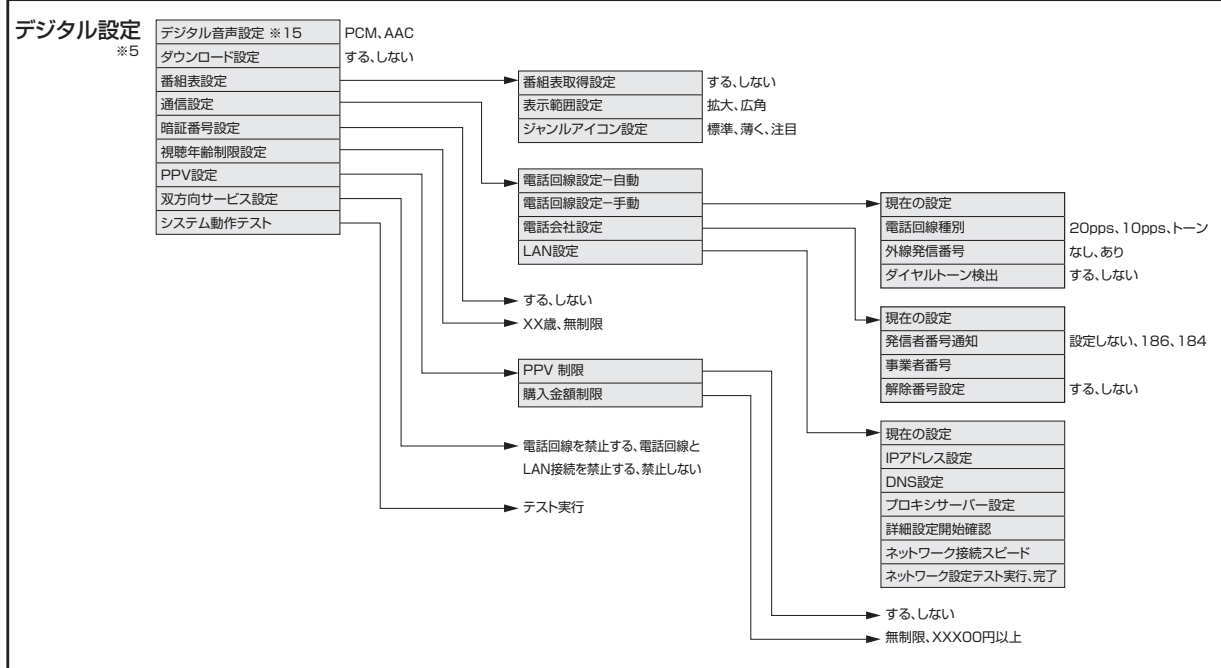 デジタル設定
※5
デジタル音声設定 ※15 PCM、AAC
ダウンロード設定 する、しない
番組表設定
通信設定
暗証番号設定
視聴年齢制限設定
PPV設定
双方向サービス設定
システム動作テスト
番組表取得設定 する、しない
表示範囲設定 拡大、広角
ジャンルアイコン設定 標準、薄く、注目
電話回線設定−自動
電話回線設定−手動
電話会社設定
LAN設定
する、しない
XX歳、無制限
PPV 制限
購入金額制限
電話回線を禁止する、電話回線と
LAN接続を禁止する、禁止しない
テスト実行
現在の設定
電話回線種別 20pps、10pps、トーン
外線発信番号 なし、あり
ダイヤルトーン検出 する、しない
現在の設定
発信者番号通知 設定しない、186、184
事業者番号
解除番号設定 する、しない
現在の設定
IPアドレス設定
DNS設定
プロキシサーバー設定
詳細設定開始確認
ネットワーク接続スピード
ネットワーク設定テスト実行、完了
する、しない
無制限、XXX00円以上